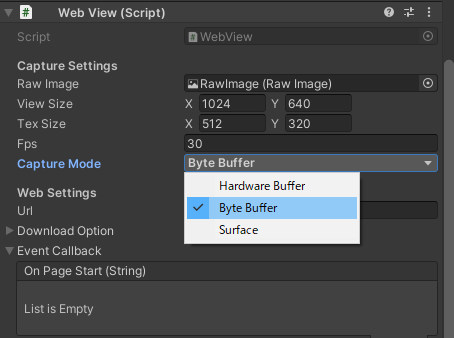 Web View (Script)
Script WebView
Capture Settings
Raw Image RawImage (Raw Image)
View Size X 1024 Y 640
Tex Size X 512 Y 320
Fps 30
Capture Mode Byte Buffer
Hardware Buffer
Web Settings
Byte Buffer
Url
Surface
Download Option
Event Callback
On Page Start (String)
List is Empty